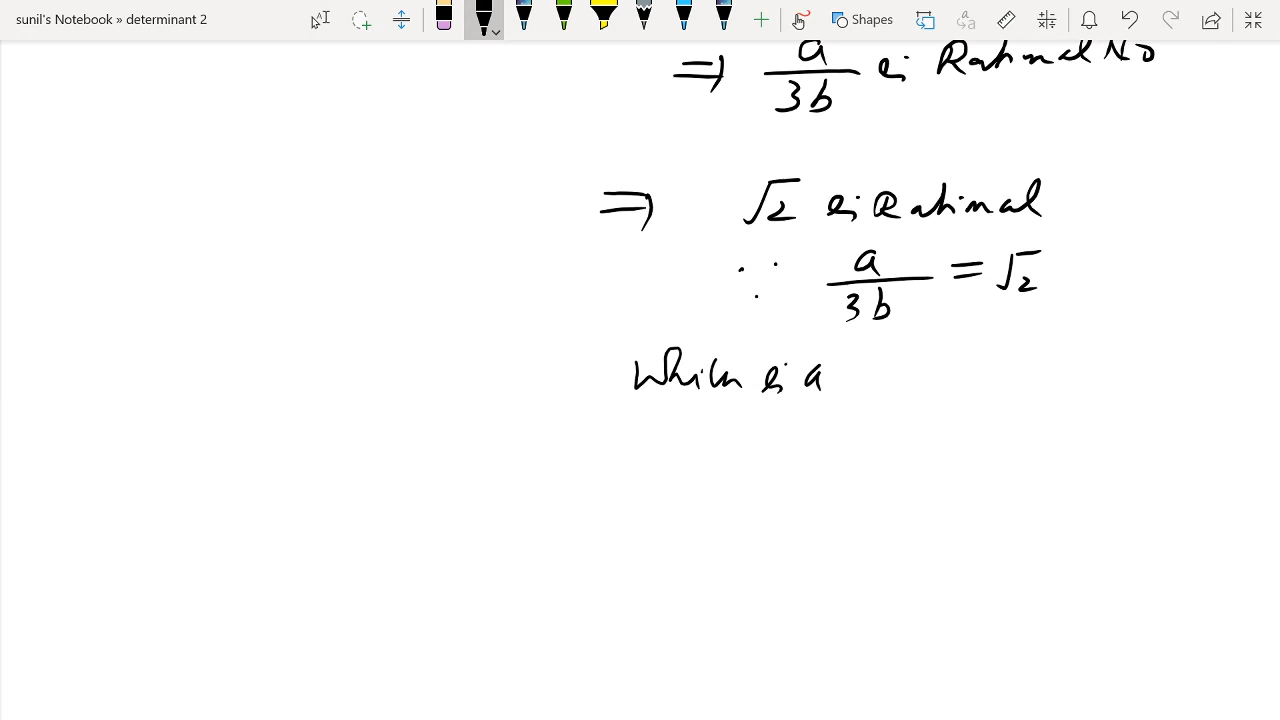 sunil's Notebook » determinant 2
Shapes
⇒ a/3b is Rational No
⇒ √2 is Rational
∵ a/3b = √2
which is a